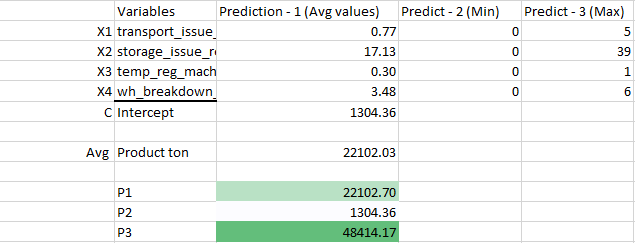 Variables Prediction - 1 (Avg values) Predict - 2 (Min) Predict - 3 (Max)
X1 transport_issue_ 0.77 0 5
X2 storage_issue_r 17.13 0 39
X3 temp_reg_mach 0.30 0 1
X4 wh_breakdown_ 3.48 0 6
C Intercept 1304.36
Avg Product ton 22102.03
P1 22102.70
P2 1304.36
P3 48414.17